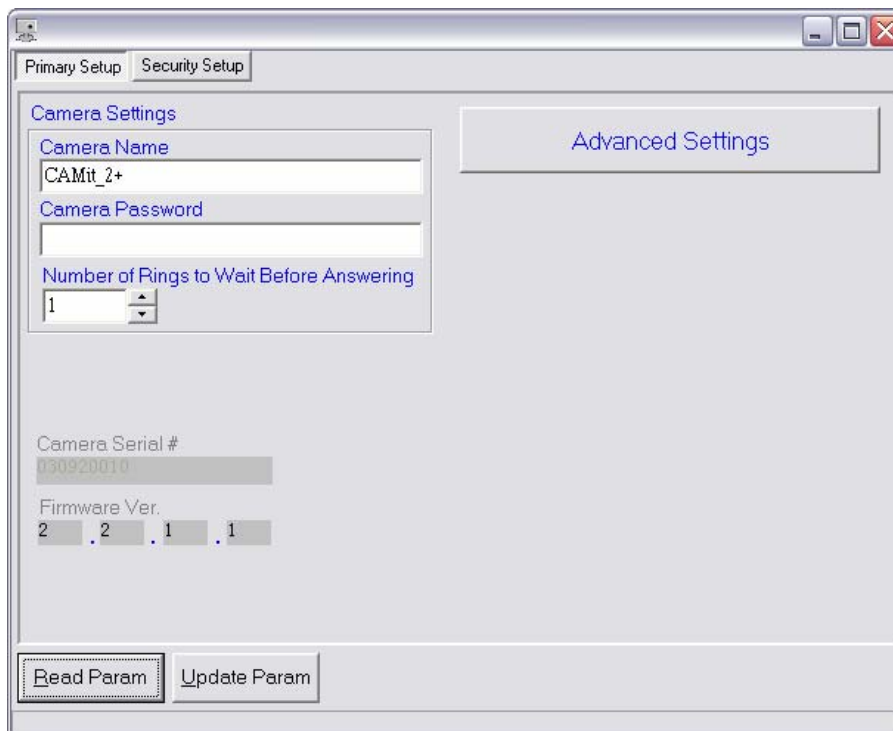 Primary Setup Security Setup
Camera Settings
Advanced Settings
Camera Name
CAMit_2+
Camera Password
Number of Rings to Wait Before Answering
1
Camera Serial #
030920010
Firmware Ver.
2 . 2 . 1 . 1
Read Param Update Param